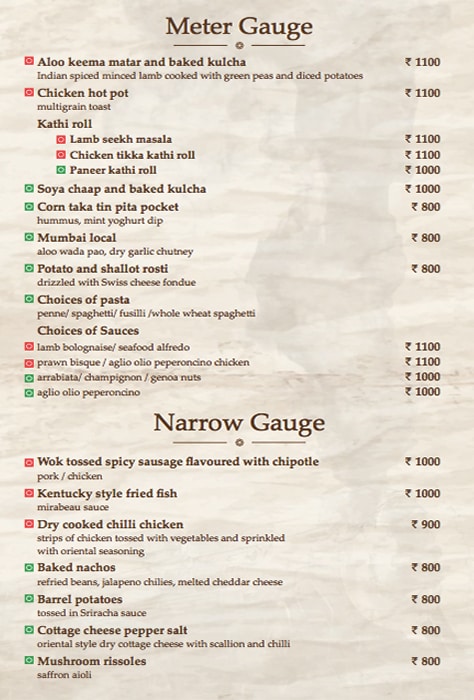 Meter Gauge
Aloo keema matar and baked kulcha ₹ 1100
Indian spiced minced lamb cooked with green peas and diced potatoes
Chicken hot pot ₹ 1100
multigrain toast
Kathi roll
Lamb seekh masala ₹ 1100
Chicken tikka kathi roll ₹ 1100
Paneer kathi roll ₹ 1000
Soya chaap and baked kulcha ₹ 1000
Corn taka tin pita pocket ₹ 800
hummus, mint yoghurt dip
Mumbai local ₹ 800
aloo wada pao, dry garlic chutney
Potato and shallot rosti ₹ 800
drizzled with Swiss cheese fondue
Choices of pasta
penne/ spaghetti/ fusilli /whole wheat spaghetti
Choices of Sauces
lamb bolognaise/ seafood alfredo ₹ 1100
prawn bisque / aglio olio peperoncino chicken ₹ 1100
arrabiata/ champignon / genoa nuts ₹ 1000
aglio olio peperoncino ₹ 1000
Narrow Gauge
Wok tossed spicy sausage flavoured with chipotle ₹ 1000
pork / chicken
Kentucky style fried fish ₹ 1000
mirabeau sauce
Dry cooked chilli chicken ₹ 900
strips of chicken tossed with vegetables and sprinkled
with oriental seasoning
Baked nachos ₹ 800
refried beans, jalapeno chilies, melted cheddar cheese
Barrel potatoes ₹ 800
tossed in Sriracha sauce
Cottage cheese pepper salt ₹ 800
oriental style dry cottage cheese with scallion and chilli
Mushroom rissoles ₹ 800
saffron aioli